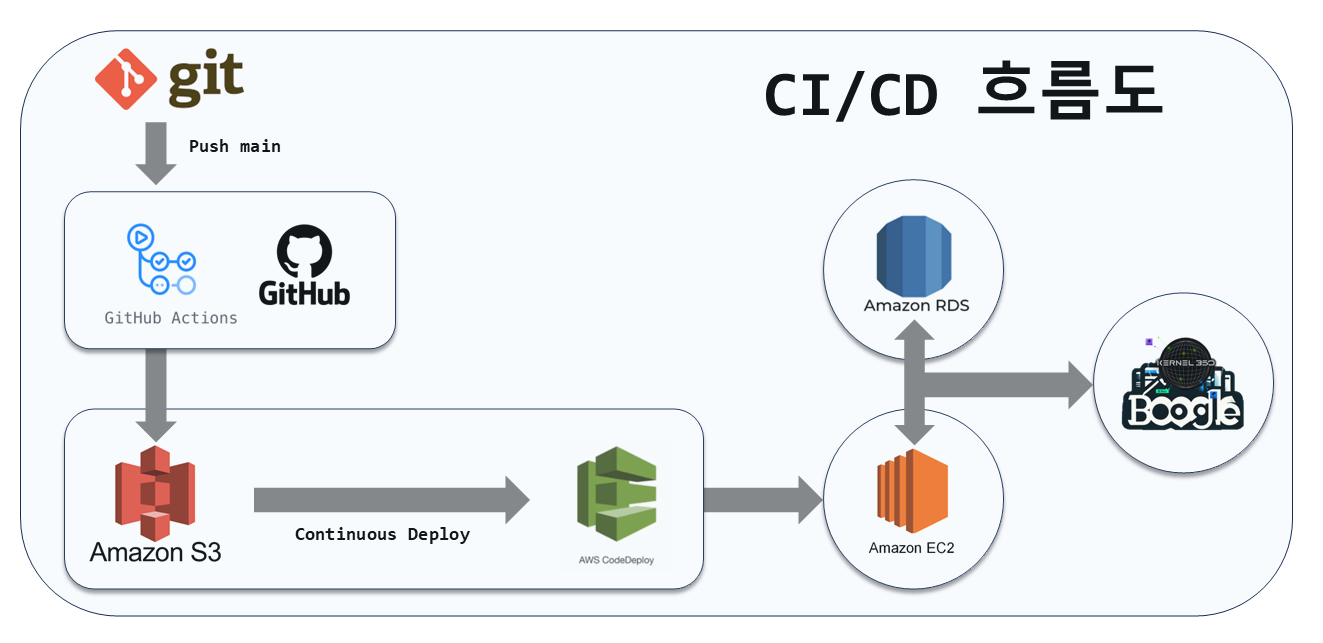 git
CI/CD 흐름도
Push main
GitHub Actions
GitHub
Amazon RDS
KERNEL 360
Boogle
Amazon S3
Continuous Deploy
AWS CodeDeploy
Amazon EC2